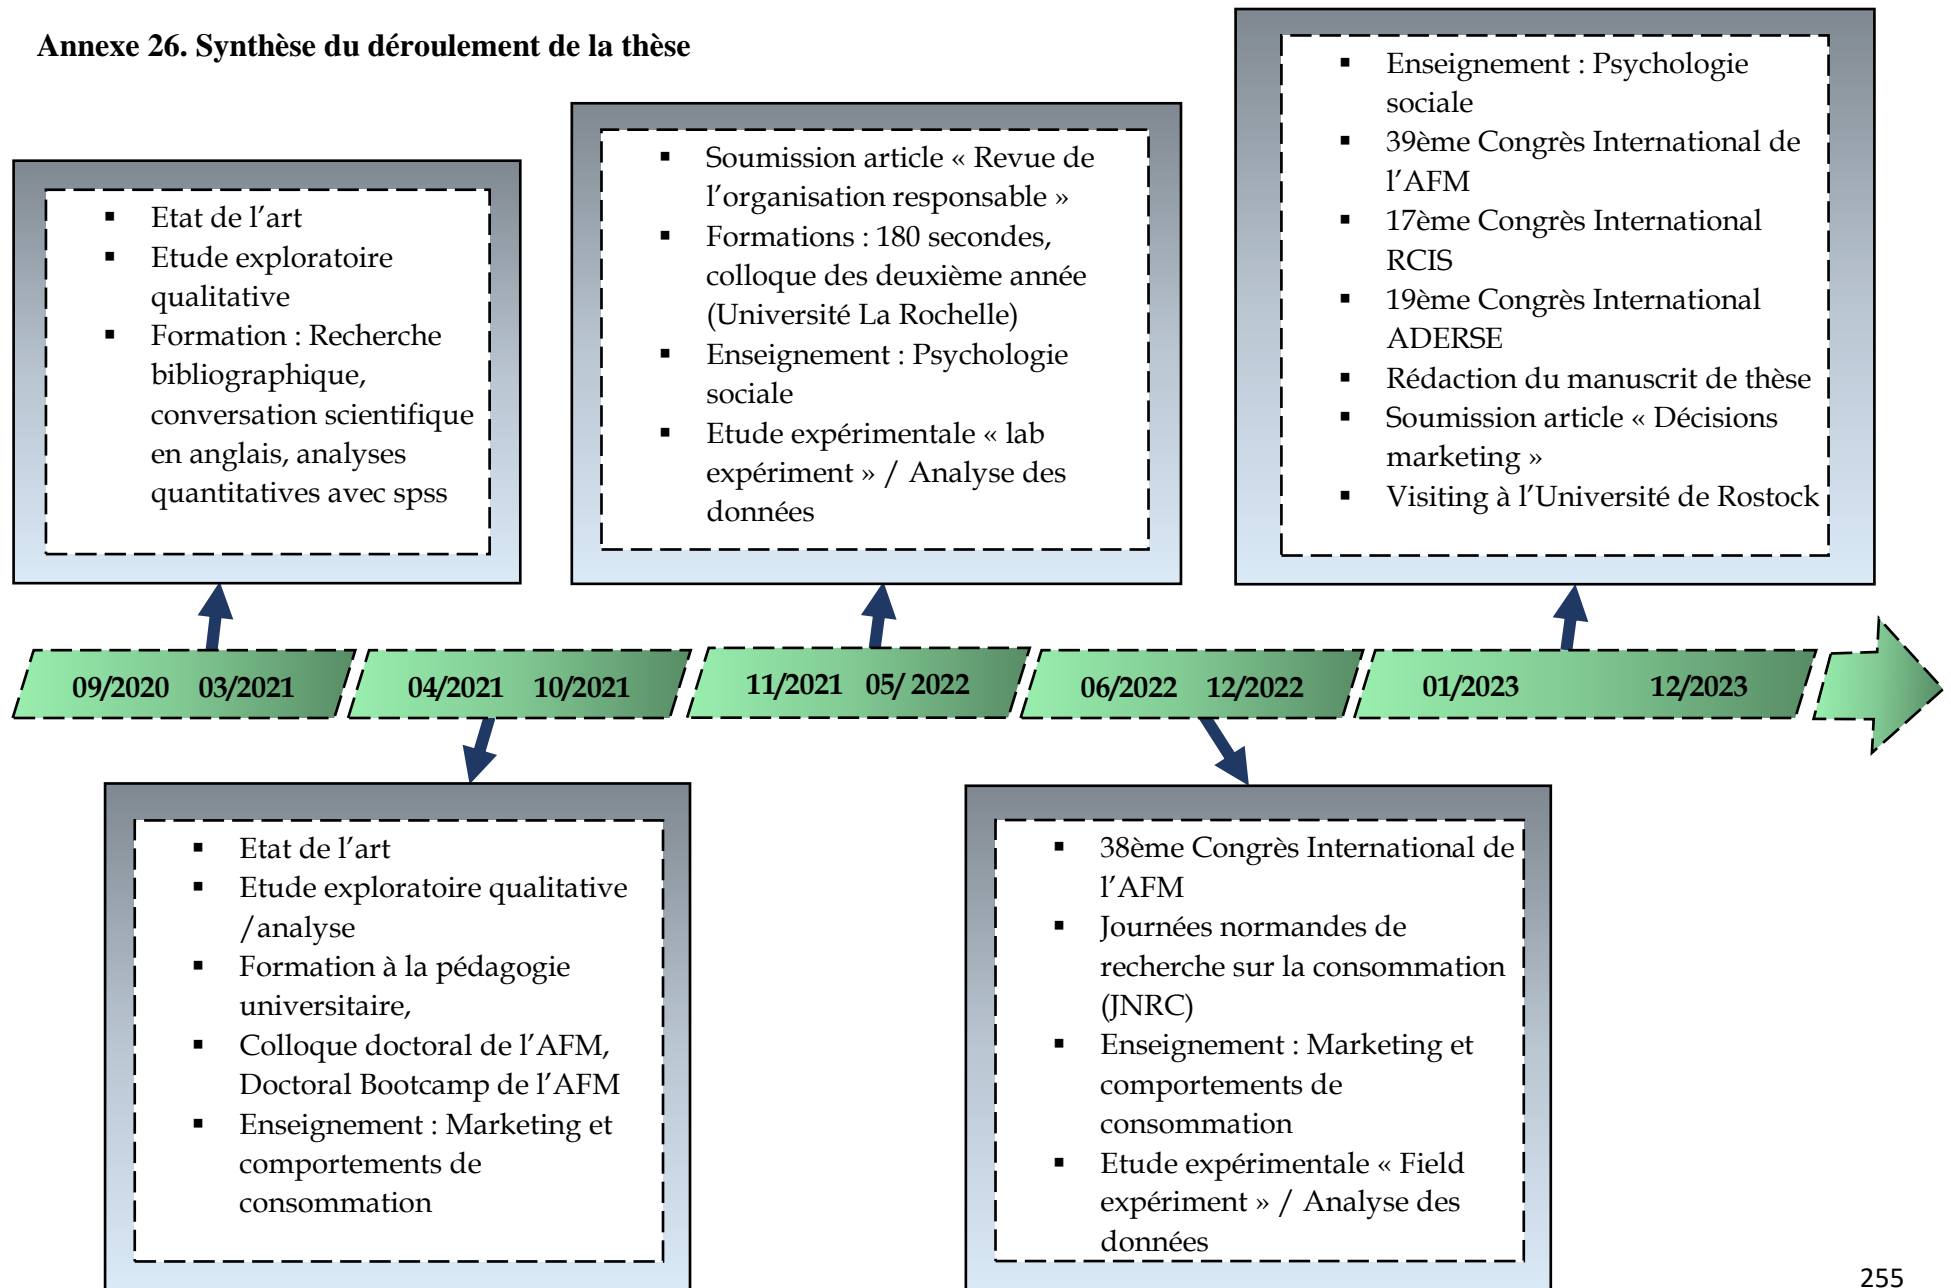 Annexe 26. Synthèse du déroulement de la thèse
▪ Etat de l’art
▪ Etude exploratoire
qualitative
▪ Formation : Recherche
bibliographique,
conversation scientifique
en anglais, analyses
quantitatives avec spss
▪ Soumission article « Revue de
l’organisation responsable »
▪ Formations : 180 secondes,
colloque des deuxième année
(Université La Rochelle)
▪ Enseignement : Psychologie
sociale
▪ Etude expérimentale « lab
expériment » / Analyse des
données
▪ Enseignement : Psychologie
sociale
▪ 39ème Congrès International de
l’AFM
▪ 17ème Congrès International
RCIS
▪ 19ème Congrès International
ADERSE
▪ Rédaction du manuscrit de thèse
▪ Soumission article « Décisions
marketing »
▪ Visiting à l’Université de Rostock
09/2020 03/2021
04/2021 10/2021
11/2021 05/ 2022
06/2022 12/2022
01/2023 12/2023
▪ Etat de l’art
▪ Etude exploratoire qualitative
/analyse
▪ Formation à la pédagogie
universitaire,
▪ Colloque doctoral de l’AFM,
Doctoral Bootcamp de l’AFM
▪ Enseignement : Marketing et
comportements de
consommation
▪ 38ème Congrès International de
l’AFM
▪ Journées normandes de
recherche sur la consommation
(JNRC)
▪ Enseignement : Marketing et
comportements de
consommation
▪ Etude expérimentale « Field
expériment » / Analyse des
données
255